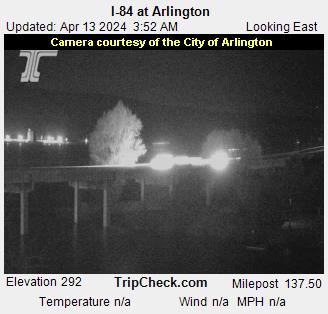 I-84 at Arlington
Updated: Apr 13 2024 3:52 AM Looking East
Camera courtesy of the City of Arlington
Elevation 292 TripCheck.com Milepost 137.50
Temperature n/a Wind n/a MPH n/a